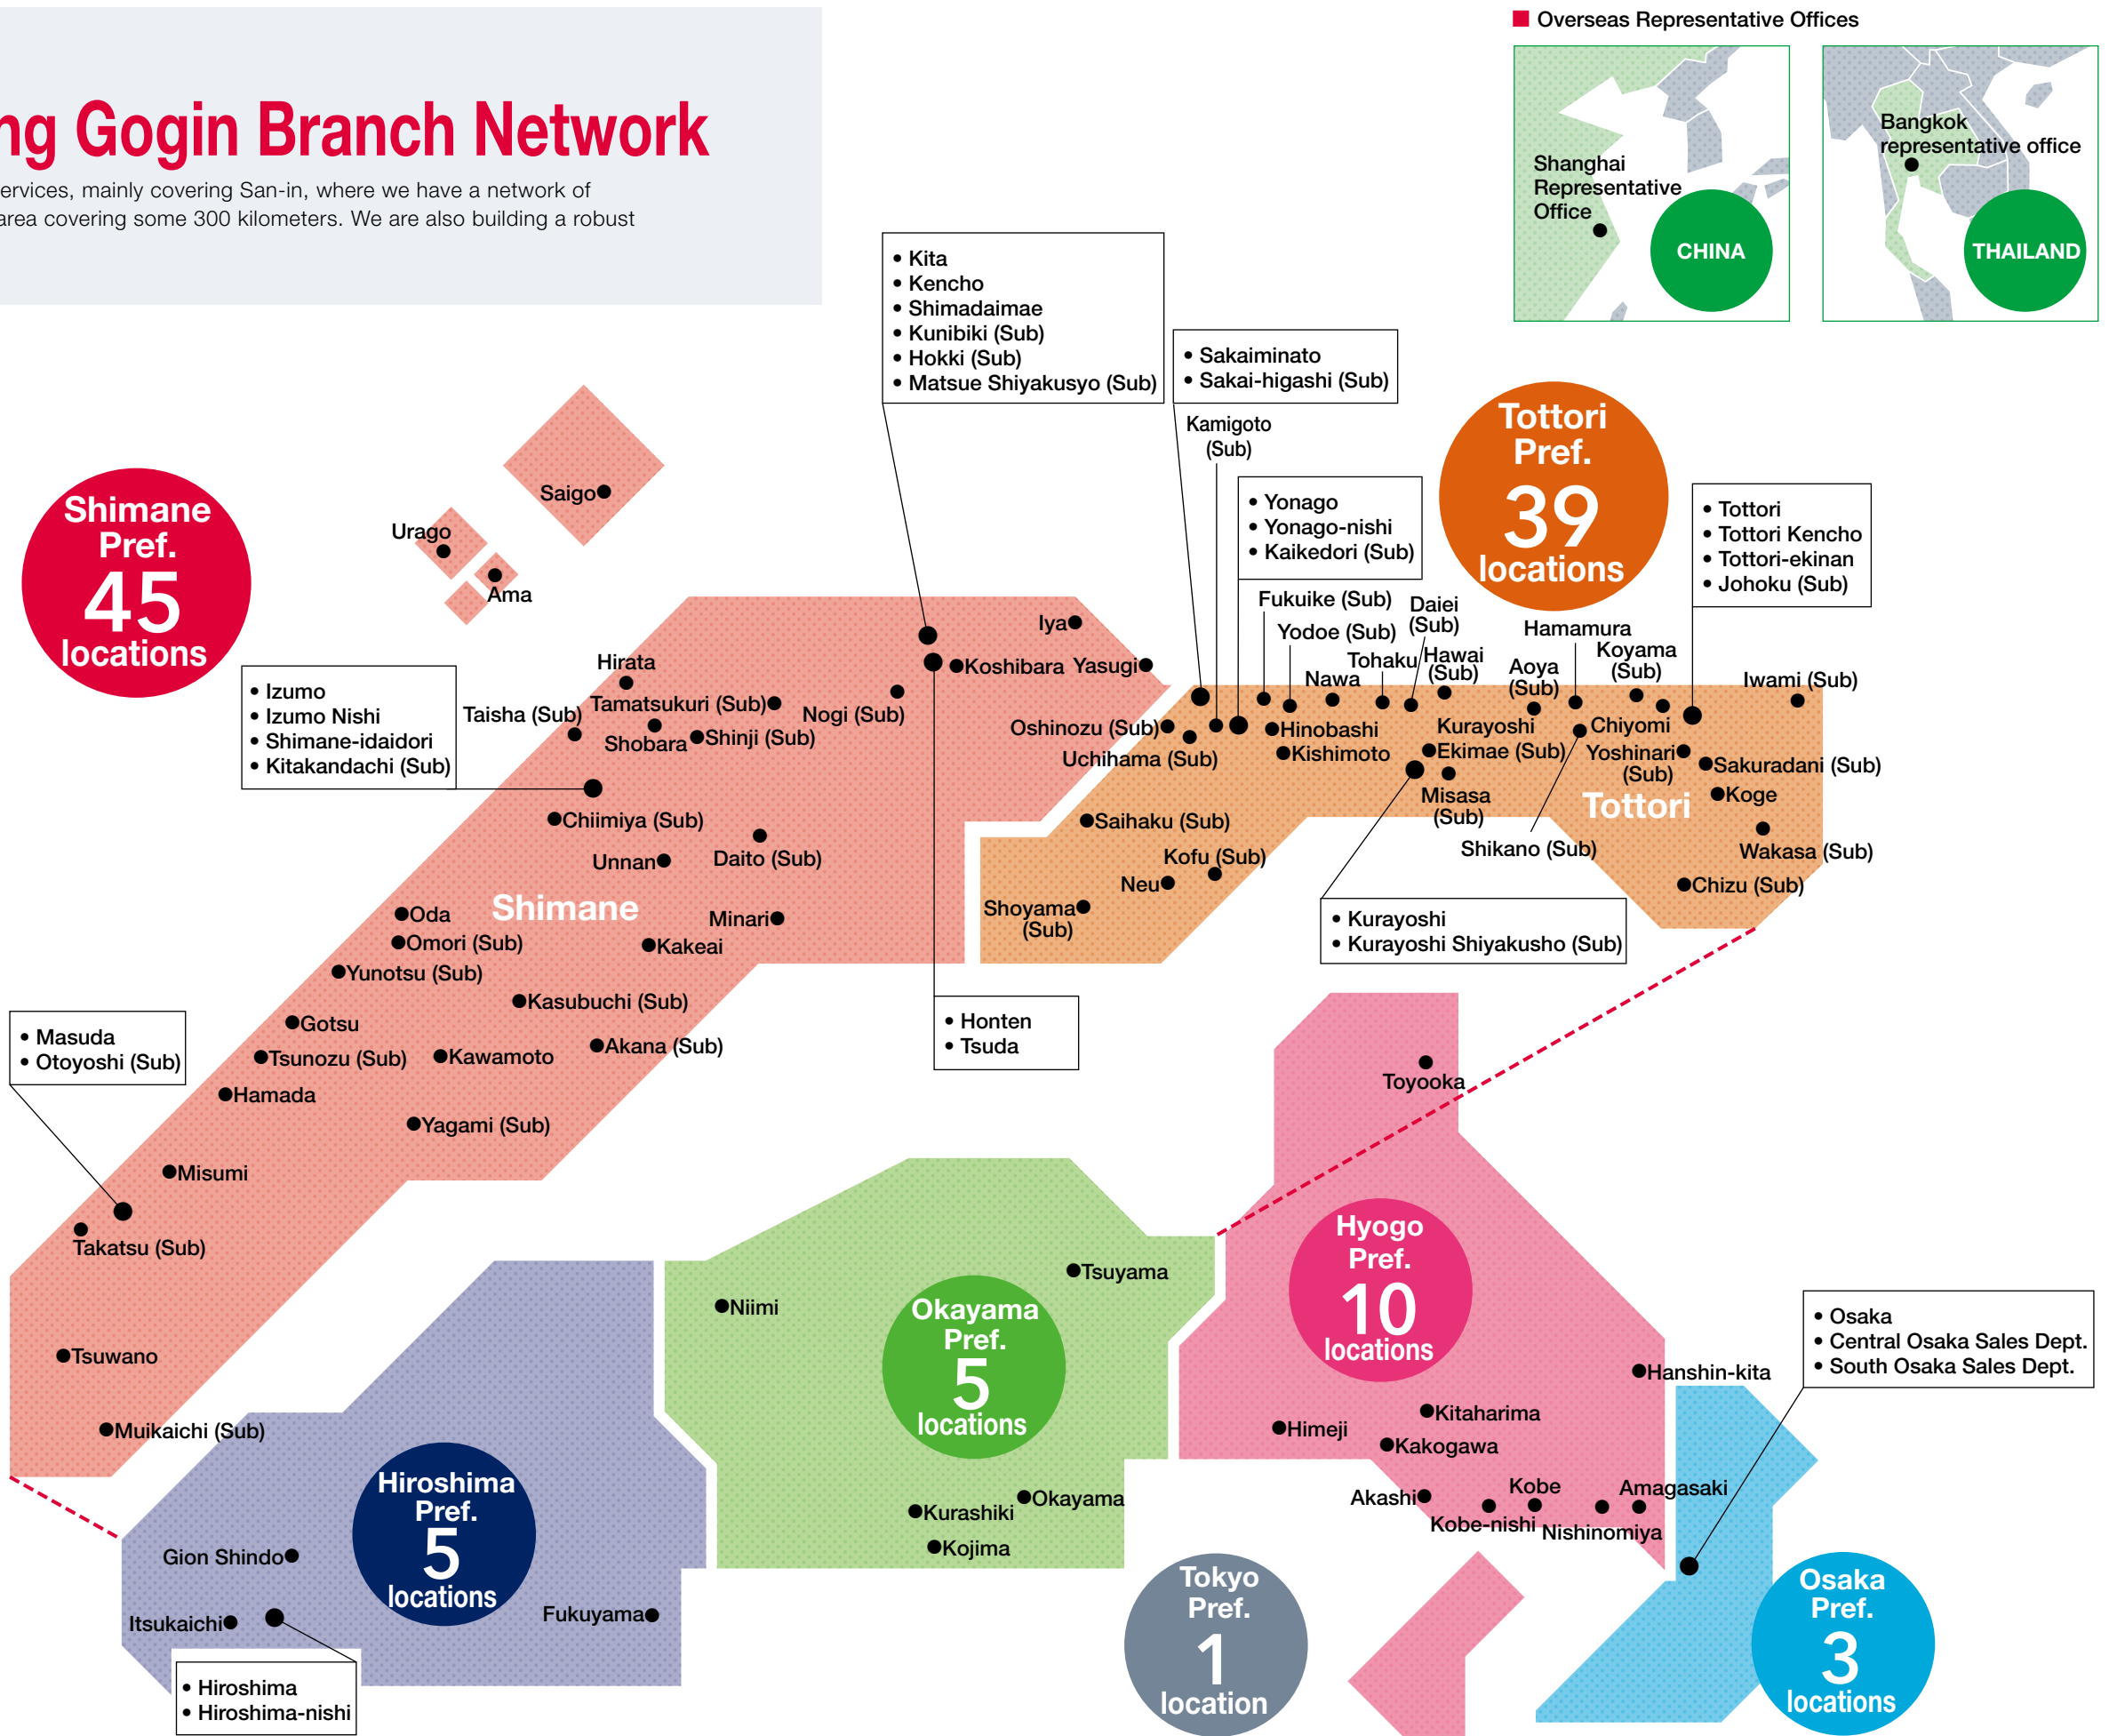 ng Gogin Branch Network
ervices, mainly covering San-in, where we have a network of
area covering some 300 kilometers. We are also building a robust
Overseas Representative Offices
Shanghai
Representative
Office
CHINA
Bangkok
representative office
THAILAND
• Kita
• Kencho
• Shimadaimae
• Kunibiki (Sub)
• Hokki (Sub)
• Matsue Shiyakusyo (Sub)
• Sakaiminato
• Sakai-higashi (Sub)
Kamigoto
(Sub)
• Yonago
• Yonago-nishi
• Kaikedori (Sub)
Tottori
Pref.
39
locations
• Tottori
• Tottori Kencho
• Tottori-ekinan
• Johoku (Sub)
Shimane
Pref.
45
locations
Saigo
Urago
Ama
• Izumo
• Izumo Nishi
• Shimane-idaidori
• Kitakandachi (Sub)
Hirata
Taisha (Sub)
Tamatsukuri (Sub)
Shobara
Shinji (Sub)
Nogi (Sub)
Koshibara
Iya
Yasugi
Fukuike (Sub)
Yodoe (Sub)
Nawa
Tohaku
Daiei
(Sub)
Hawai
(Sub)
Aoya
(Sub)
Hamamura
Koyama
(Sub)
Iwami (Sub)
Oshinozu (Sub)
Uchihama (Sub)
Hinobashi
Kishimoto
Kurayoshi
Ekimae (Sub)
Misasa
(Sub)
Chiyomi
Yoshinari
(Sub)
Sakuradani (Sub)
Koge
Tottori
Shikano (Sub)
Wakasa (Sub)
Chizu (Sub)
Saihaku (Sub)
Kofu (Sub)
Neu
Shoyama
(Sub)
• Kurayoshi
• Kurayoshi Shiyakusho (Sub)
Chiimiya (Sub)
Daito (Sub)
Unnan
Shimane
Minari
Oda
Omori (Sub)
Kakeai
Yunotsu (Sub)
Kasubuchi (Sub)
Gotsu
Akana (Sub)
Tsunozu (Sub)
Kawamoto
Hamada
Yagami (Sub)
• Honten
• Tsuda
• Masuda
• Otoyoshi (Sub)
Misumi
Takatsu (Sub)
Tsuwano
Muikaichi (Sub)
Toyooka
Hyogo
Pref.
10
locations
Tsuyama
Niimi
Okayama
Pref.
5
locations
Kurashiki
Okayama
Kojima
Hanshin-kita
Himeji
Kitaharima
Kakogawa
Akashi
Kobe-nishi
Kobe
Nishinomiya
Amagasaki
• Osaka
• Central Osaka Sales Dept.
• South Osaka Sales Dept.
Hiroshima
Pref.
5
locations
Gion Shindo
Itsukaichi
Fukuyama
• Hiroshima
• Hiroshima-nishi
Tokyo
Pref.
1
location
Osaka
Pref.
3
locations